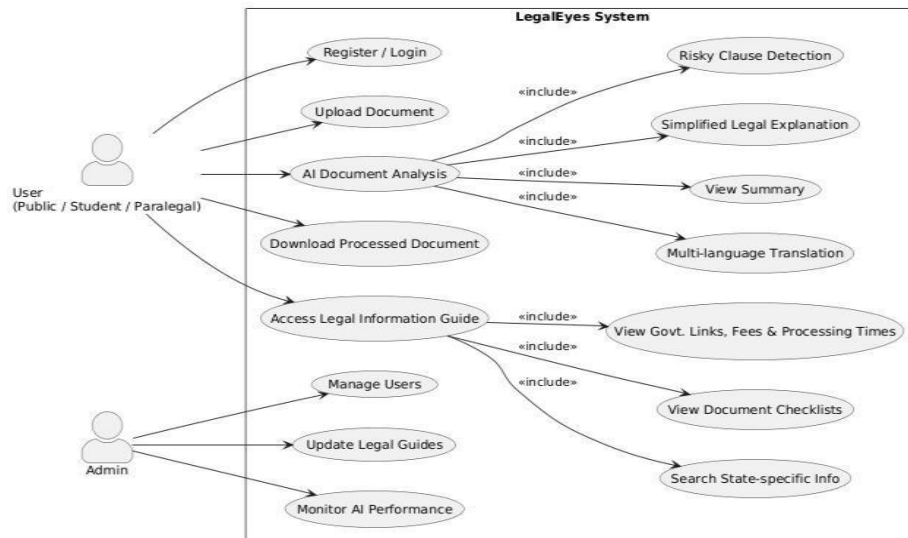 LegalEyes System
Register / Login
Risky Clause Detection
«include»
Upload Document
Simplified Legal Explanation
«include»
AI Document Analysis
«include»
View Summary
User
(Public / Student / Paralegal)
«include»
Download Processed Document
Multi-language Translation
Access Legal Information Guide
«include»
View Govt. Links, Fees & Processing Times
«include»
Manage Users
«include»
View Document Checklists
Update Legal Guides
Admin
Search State-specific Info
Monitor AI Performance